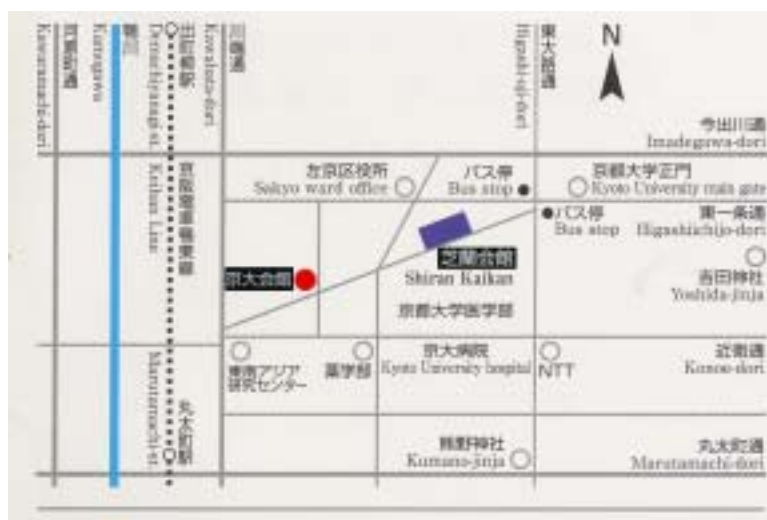 河原町通
Kawaramachi-dori
鴨川
Kamogawa
出町柳駅
Demachiyanagi-st.
川端通
Kawabata-dori
東大路通
Higashi-oji-dori
N
今出川通
Imadegawa-dori
京阪電車鴨東線
Keihan Line
左京区役所
Sakyo ward office
バス停
Bus stop
京都大学正門
Kyoto University main gate
バス停
Bus stop
東一条通
Higashiichijo-dori
芝蘭会館
Shiran Kaikan
京大会館
吉田神社
Yoshida-jinja
京都大学医学部
東南アジア
研究センター
薬学部
京大病院
Kyoto University hospital
NTT
近衛通
Konoe-dori
丸太町駅
Marutamachi-st.
熊野神社
Kumano-jinja
丸太町通
Marutamachi-dori